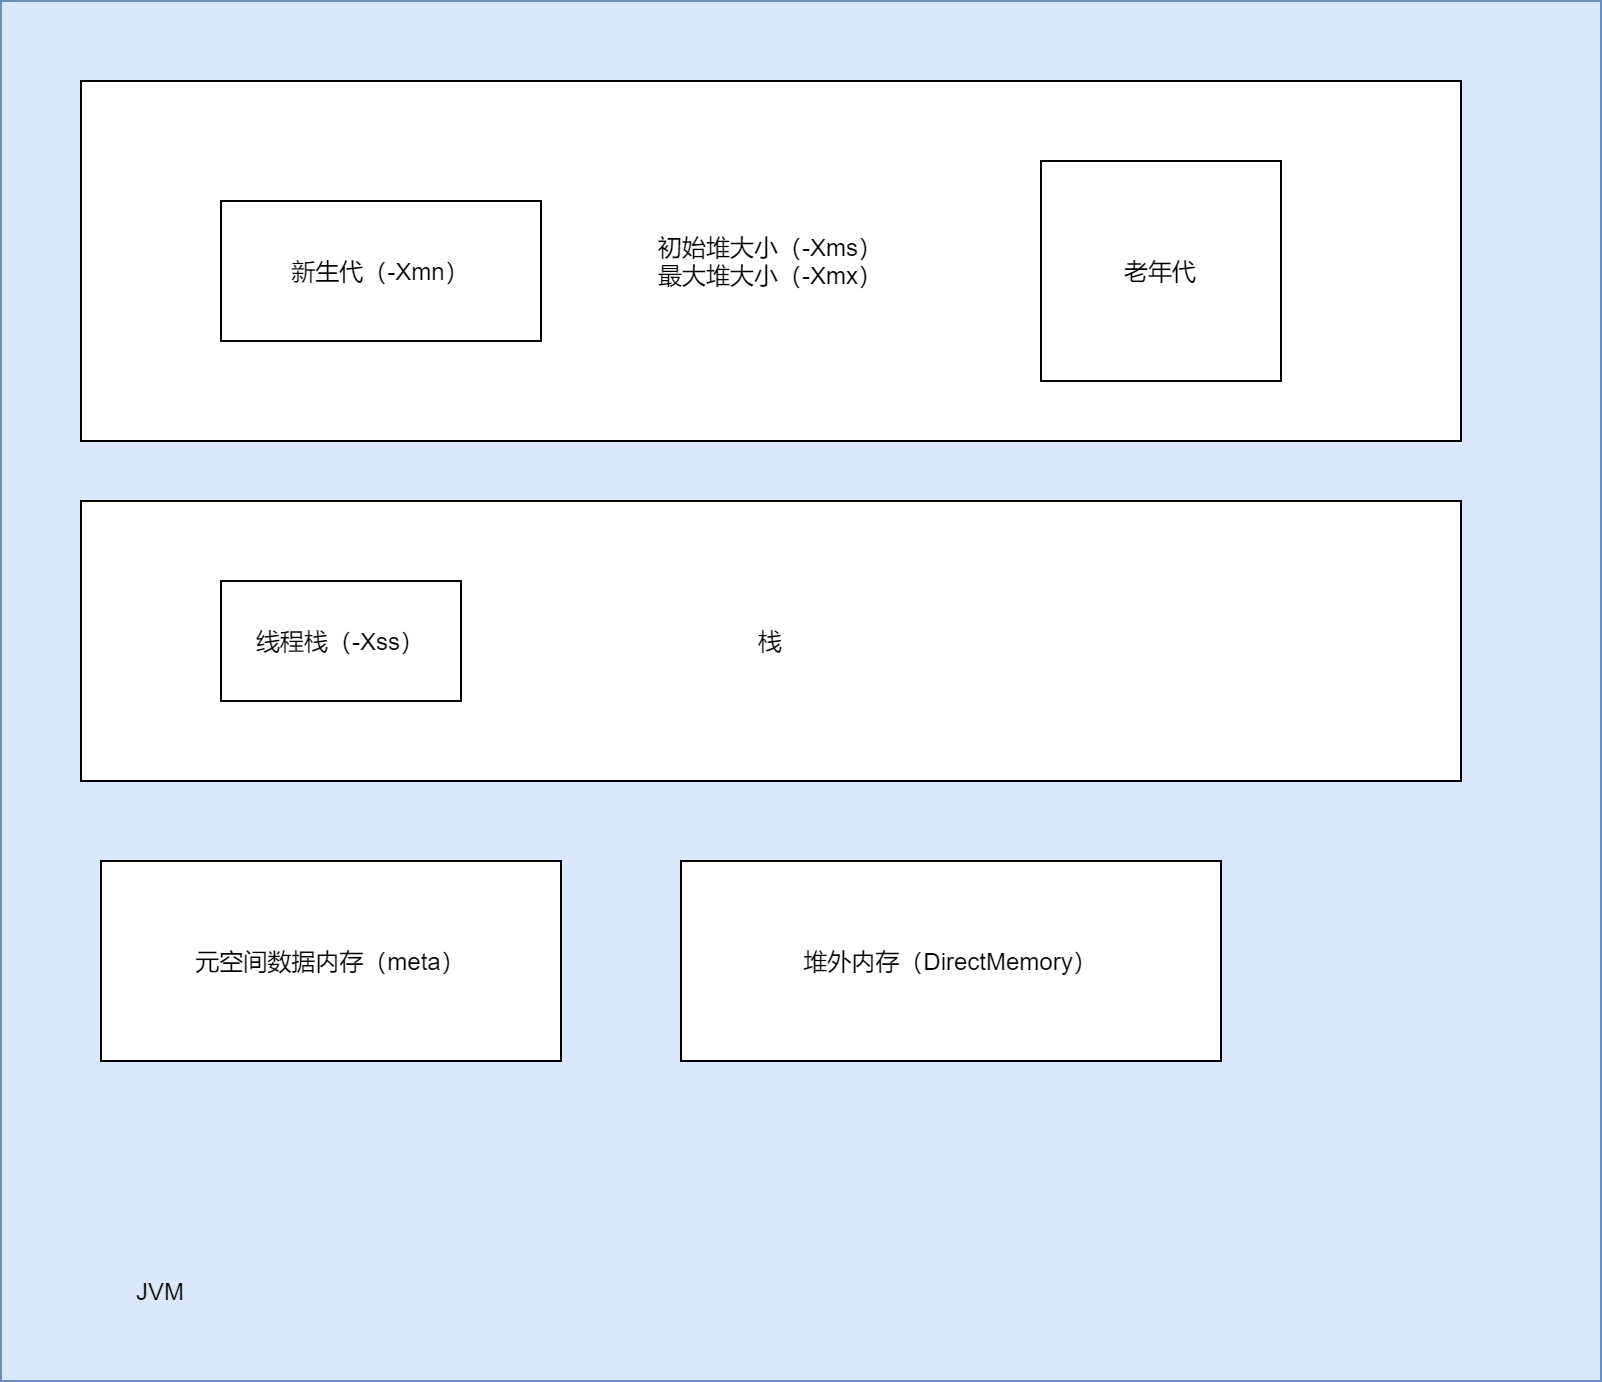 新生代（-Xmn）
初始堆大小（-Xms）
最大堆大小（-Xmx）
老年代
线程栈（-Xss）
栈
元空间数据内存（meta）
堆外内存（DirectMemory）
JVM